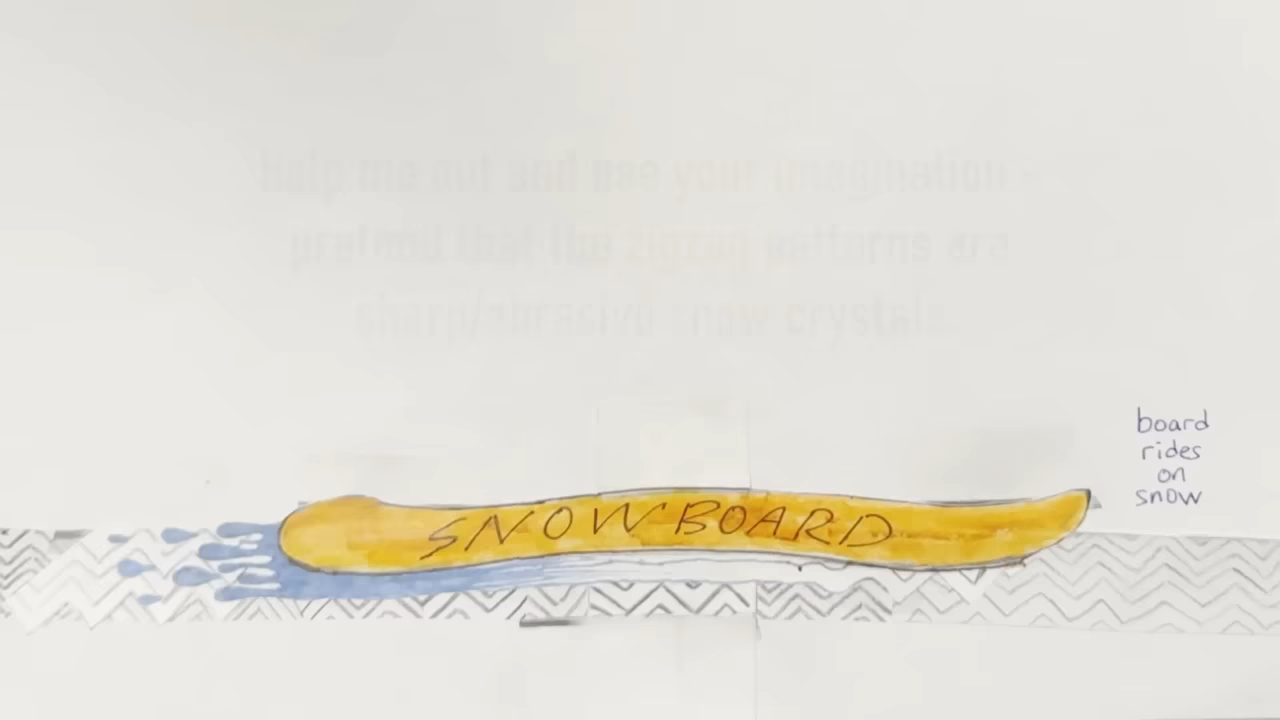 Help me out and use your imagination -
pretend that the zigzag patterns are
sharp/abrasive snow crystals.
board
rides
on
snow
SNOWBOARD